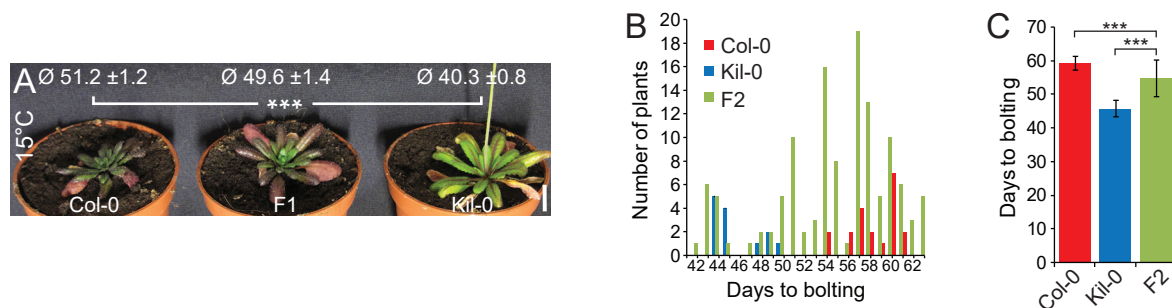 A
Ø 51.2 ±1.2
Ø 49.6 ±1.4
Ø 40.3 ±0.8
***
15°C
Col-0
F1
Kil-0
B
Number of plants
20
18
16
14
12
10
8
6
4
2
0
Col-0
Kil-0
F2
42 44 46 48 50 52 54 56 58 60 62
Days to bolting
C
Days to bolting
70
60
50
40
30
20
10
0
***
***
Col-0
Kil-0
F2